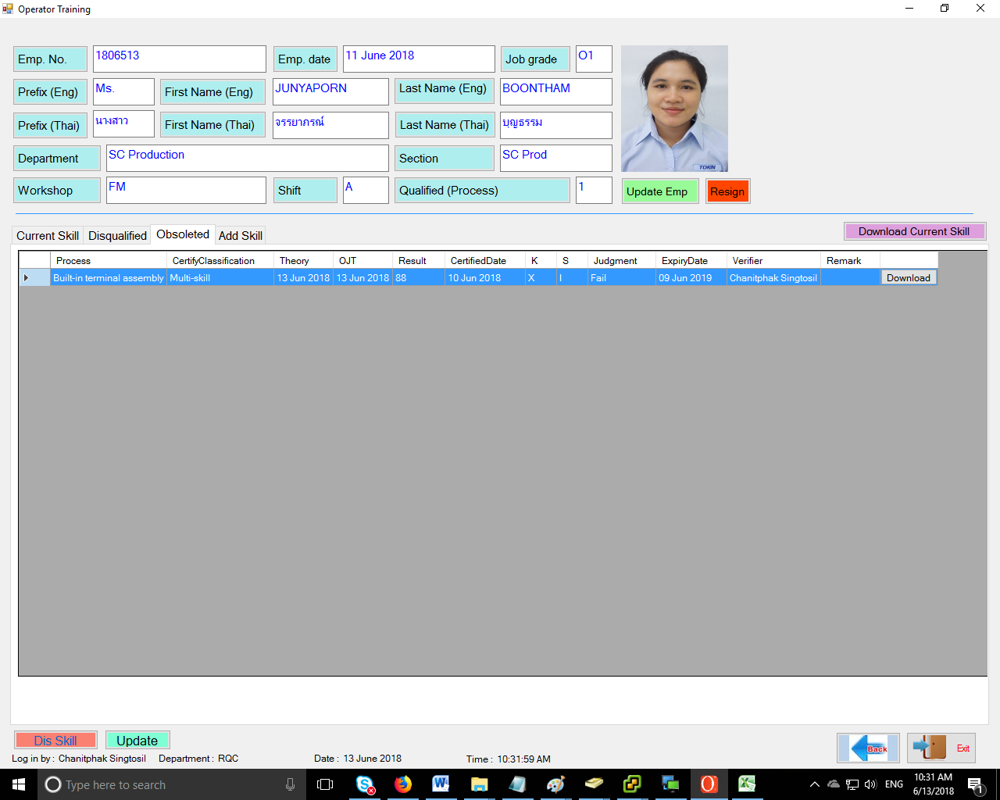 Operator Training
Emp. No. 1806513 Emp. date 11 June 2018 Job grade O1
Prefix (Eng) Ms. First Name (Eng) JUNYAPORN Last Name (Eng) BOONTHAM
Prefix (Thai) นางสาว First Name (Thai) จรรยาภรณ์ Last Name (Thai) บุญธรรม
Department SC Production Section SC Prod
TOKIN
Workshop FM Shift A Qualified (Process) 1 Update Emp Resign
Current Skill Disqualified Obsoleted Add Skill Download Current Skill
Process CertifyClassification Theory OJT Result CertifiedDate K S Judgment ExpiryDate Verifier Remark
Built-in terminal assembly Multi-skill 13 Jun 2018 13 Jun 2018 88 10 Jun 2018 X I Fail 09 Jun 2019 Chanitphak Singtosil Download
Dis Skill Update Back Exit
Log in by : Chanitphak Singtosil Department : RQC Date : 13 June 2018 Time : 10:31:59 AM
Type here to search ENG 10:31 AM
6/13/2018 1